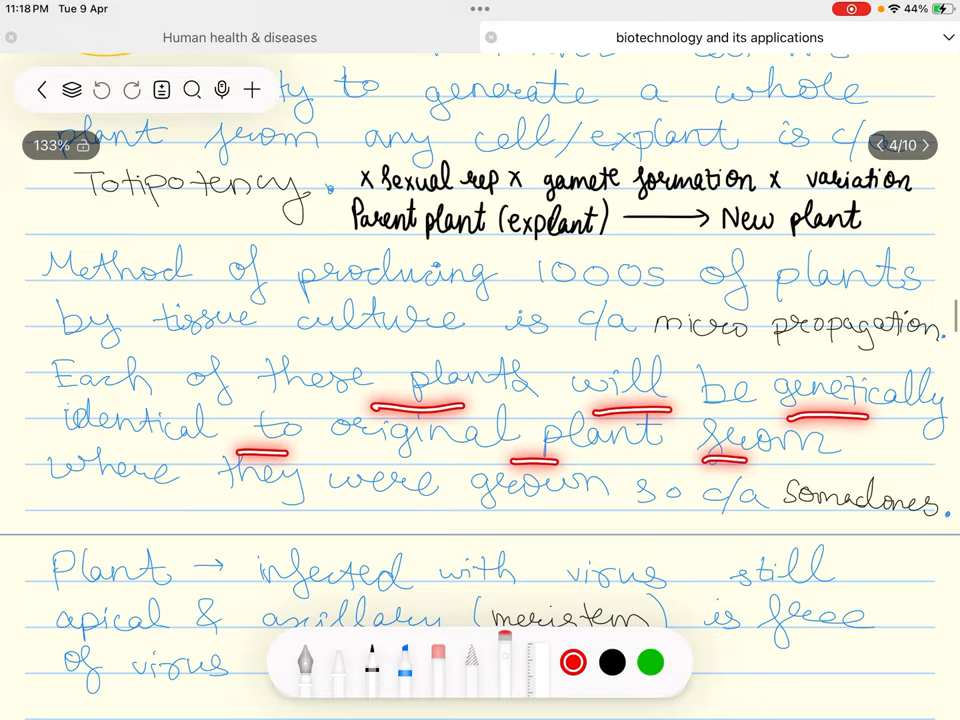 11:18 PM Tue 9 Apr
44%
Human health & diseases
biotechnology and its applications
ty to generate a whole
133%
plant from any cell/explant is c/a
4/10
Totipotency. x Sexual rep x gamete formation x variation
Parent plant (explant) → New plant
Method of producing 1000s of plants
by tissue culture is c/a micro propagation.
Each of these plants will be genetically
identical to original plant from
where they were grown so c/a Somaclones.
Plant → infected with virus still
apical & axillary (meristem) is free
of virus